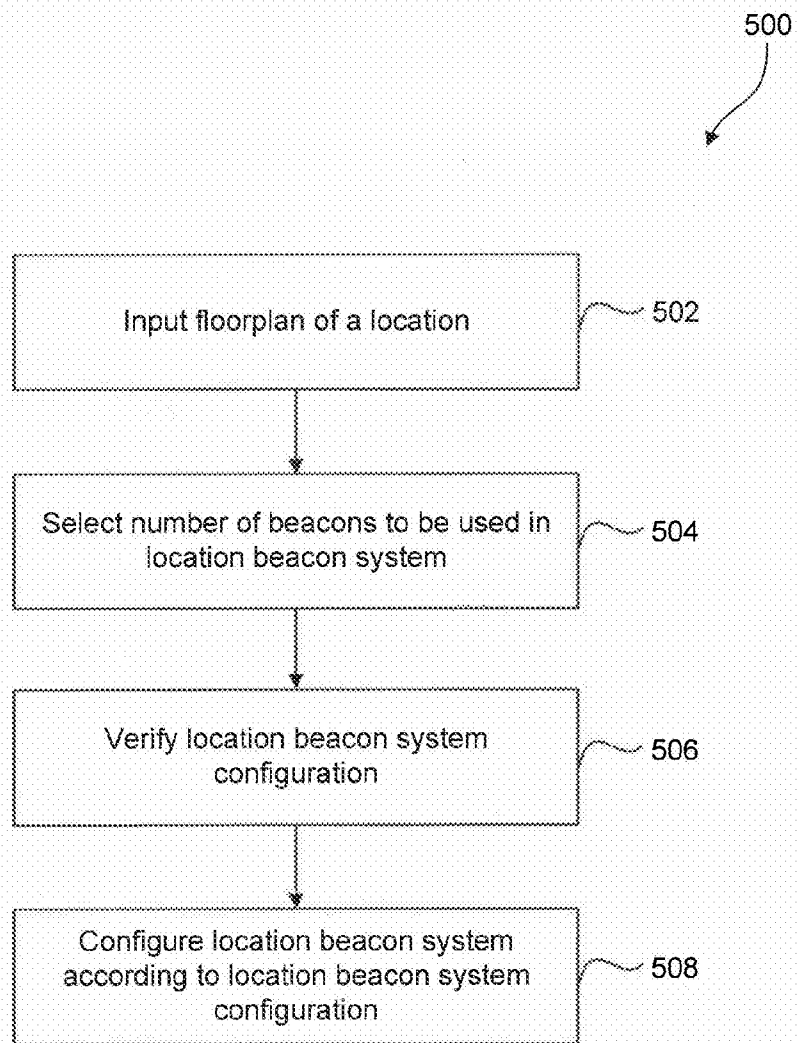 500
Input floorplan of a location
502
Select number of beacons to be used in
location beacon system
504
Verify location beacon system
configuration
506
Configure location beacon system
according to location beacon system
configuration
508